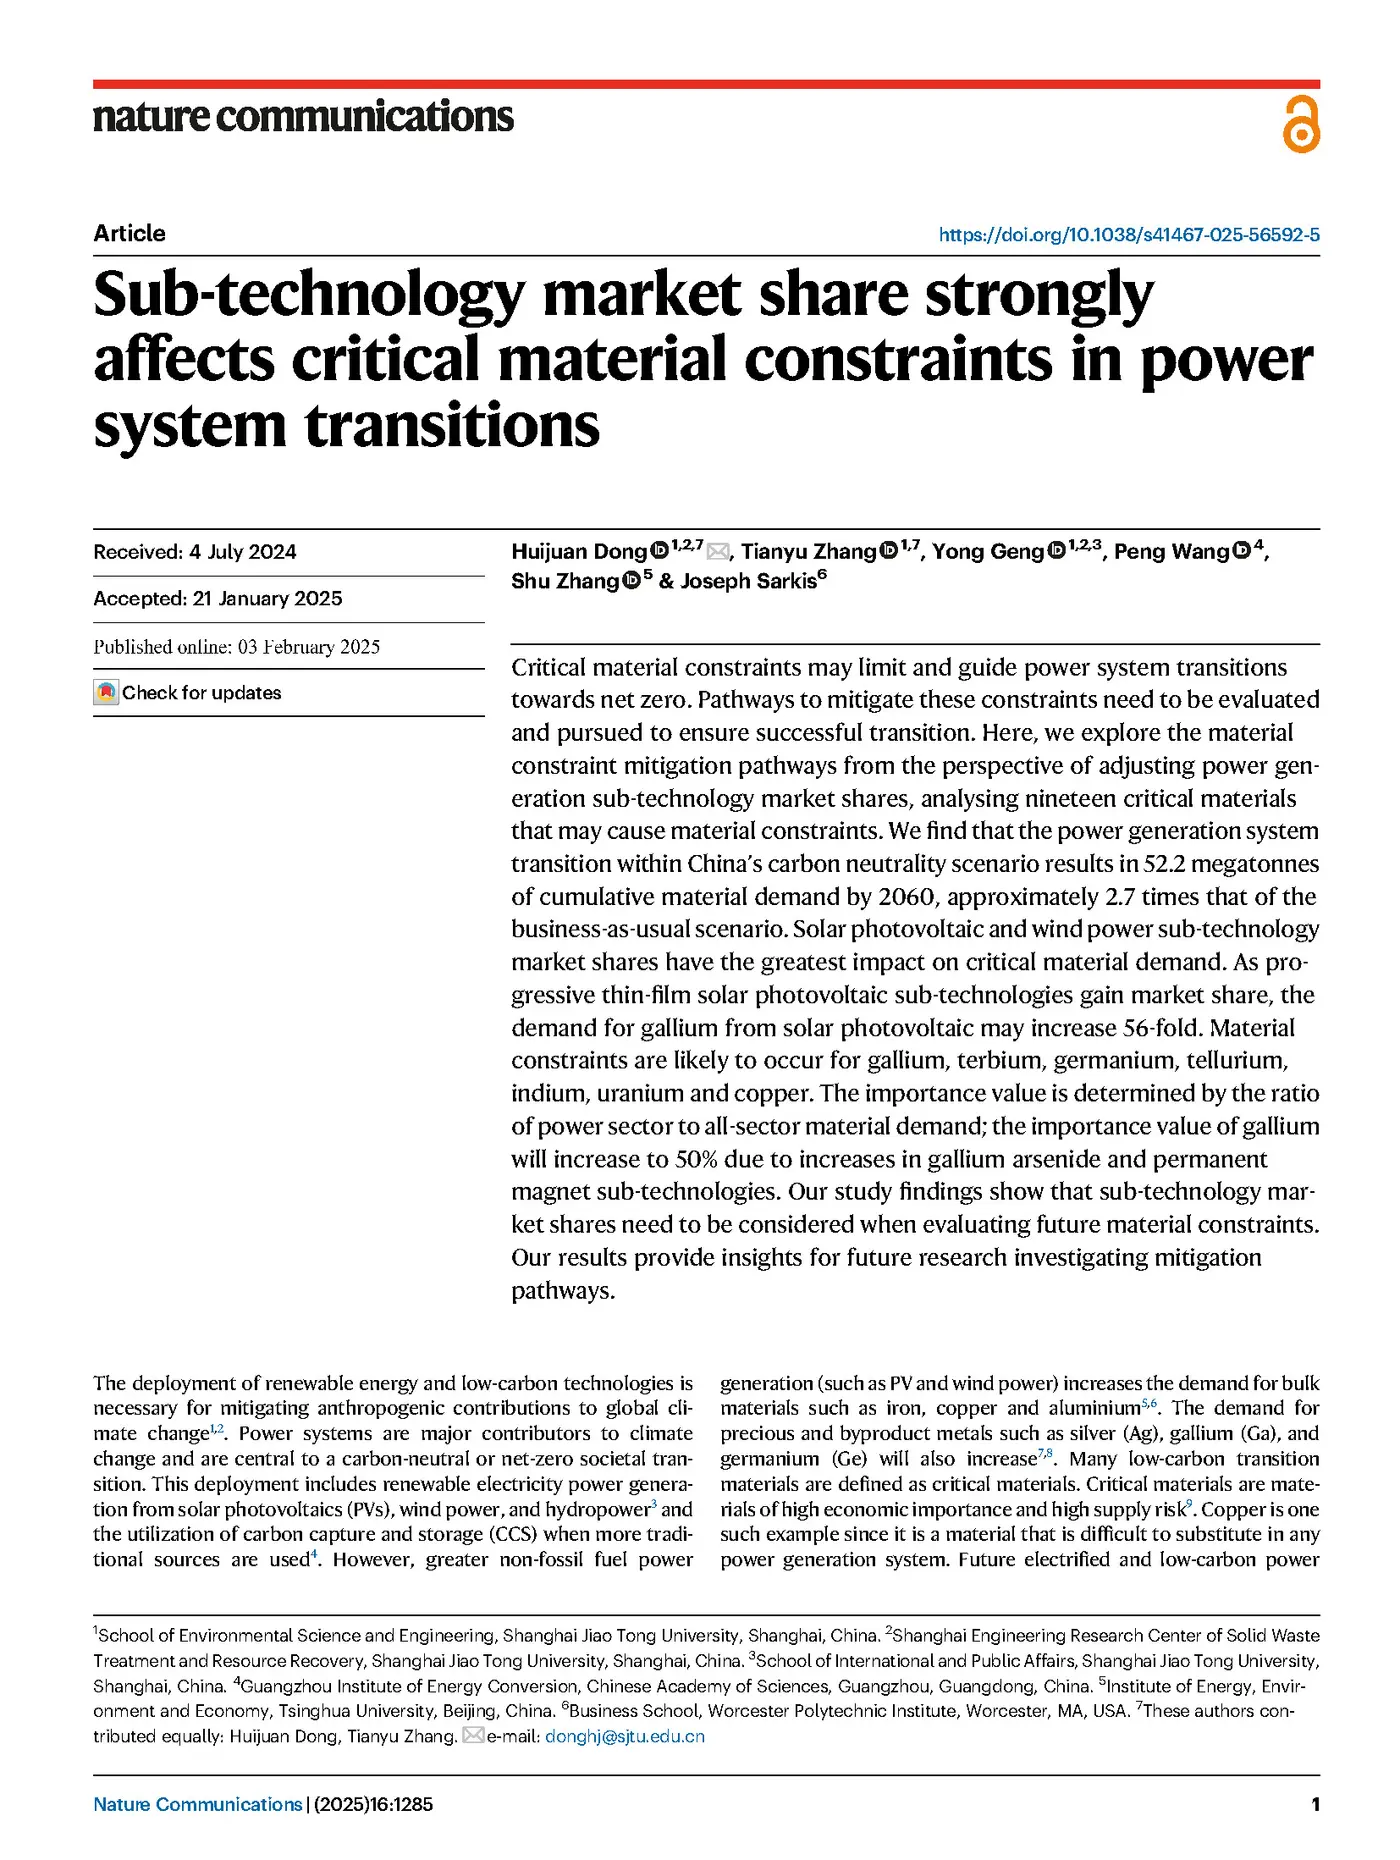 nature communications
Article
https://doi.org/10.1038/s41467-025-56592-5
Sub-technology market share strongly
affects critical material constraints in power
system transitions
Received: 4 July 2024
Accepted: 21 January 2025
Published online: 03 February 2025
Check for updates
Huijuan Dong 1,2,7 , Tianyu Zhang 1,7, Yong Geng 1,2,3, Peng Wang 4,
Shu Zhang 5 & Joseph Sarkis6
Critical material constraints may limit and guide power system transitions
towards net zero. Pathways to mitigate these constraints need to be evaluated
and pursued to ensure successful transition. Here, we explore the material
constraint mitigation pathways from the perspective of adjusting power gen-
eration sub-technology market shares, analysing nineteen critical materials
that may cause material constraints. We find that the power generation system
transition within China's carbon neutrality scenario results in 52.2 megatonnes
of cumulative material demand by 2060, approximately 2.7 times that of the
business-as-usual scenario. Solar photovoltaic and wind power sub-technology
market shares have the greatest impact on critical material demand. As pro-
gressive thin-film solar photovoltaic sub-technologies gain market share, the
demand for gallium from solar photovoltaic may increase 56-fold. Material
constraints are likely to occur for gallium, terbium, germanium, tellurium,
indium, uranium and copper. The importance value is determined by the ratio
of power sector to all-sector material demand; the importance value of gallium
will increase to 50% due to increases in gallium arsenide and permanent
magnet sub-technologies. Our study findings show that sub-technology mar-
ket shares need to be considered when evaluating future material constraints.
Our results provide insights for future research investigating mitigation
pathways.
The deployment of renewable energy and low-carbon technologies is
necessary for mitigating anthropogenic contributions to global cli-
mate change1,2. Power systems are major contributors to climate
change and are central to a carbon-neutral or net-zero societal tran-
sition. This deployment includes renewable electricity power genera-
tion from solar photovoltaics (PVs), wind power, and hydropower3 and
the utilization of carbon capture and storage (CCS) when more tradi-
tional sources are used4. However, greater non-fossil fuel power
generation (such as PV and wind power) increases the demand for bulk
materials such as iron, copper and aluminium5,6. The demand for
precious and byproduct metals such as silver (Ag), gallium (Ga), and
germanium (Ge) will also increase7,8. Many low-carbon transition
materials are defined as critical materials. Critical materials are mate-
rials of high economic importance and high supply risk9. Copper is one
such example since it is a material that is difficult to substitute in any
power generation system. Future electrified and low-carbon power
1School of Environmental Science and Engineering, Shanghai Jiao Tong University, Shanghai, China. 2Shanghai Engineering Research Center of Solid Waste
Treatment and Resource Recovery, Shanghai Jiao Tong University, Shanghai, China. 3School of International and Public Affairs, Shanghai Jiao Tong University,
Shanghai, China. 4Guangzhou Institute of Energy Conversion, Chinese Academy of Sciences, Guangzhou, Guangdong, China. 5Institute of Energy, Envir-
onment and Economy, Tsinghua University, Beijing, China. 6Business School, Worcester Polytechnic Institute, Worcester, MA, USA. 7These authors con-
tributed equally: Huijuan Dong, Tianyu Zhang. e-mail: donghj@sjtu.edu.cn
Nature Communications | (2025)16:1285
1